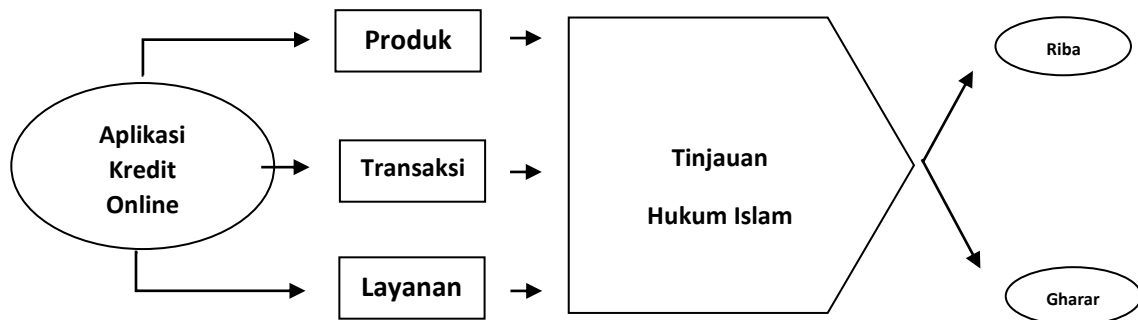 Aplikasi
Kredit
Online
Produk
Transaksi
Layanan
Tinjauan
Hukum Islam
Riba
Gharar